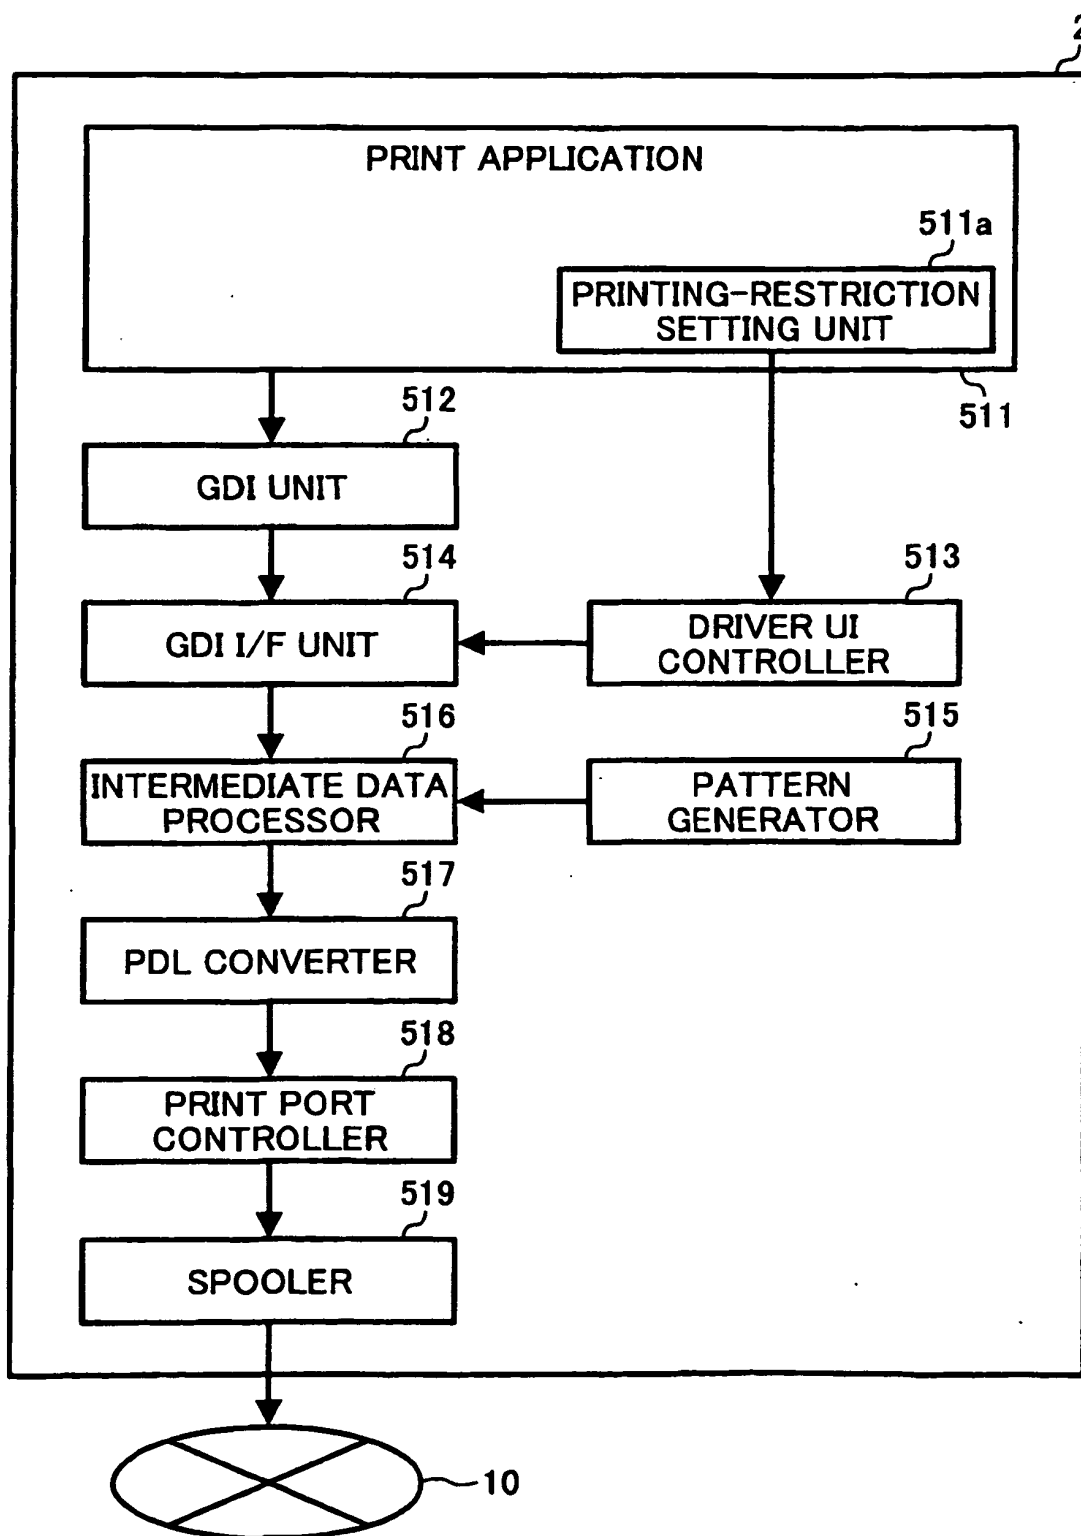 2
PRINT APPLICATION
511a
PRINTING-RESTRICTION
SETTING UNIT
511
512
GDI UNIT
514
GDI I/F UNIT
513
DRIVER UI
CONTROLLER
516
INTERMEDIATE DATA
PROCESSOR
515
PATTERN
GENERATOR
517
PDL CONVERTER
518
PRINT PORT
CONTROLLER
519
SPOOLER
10